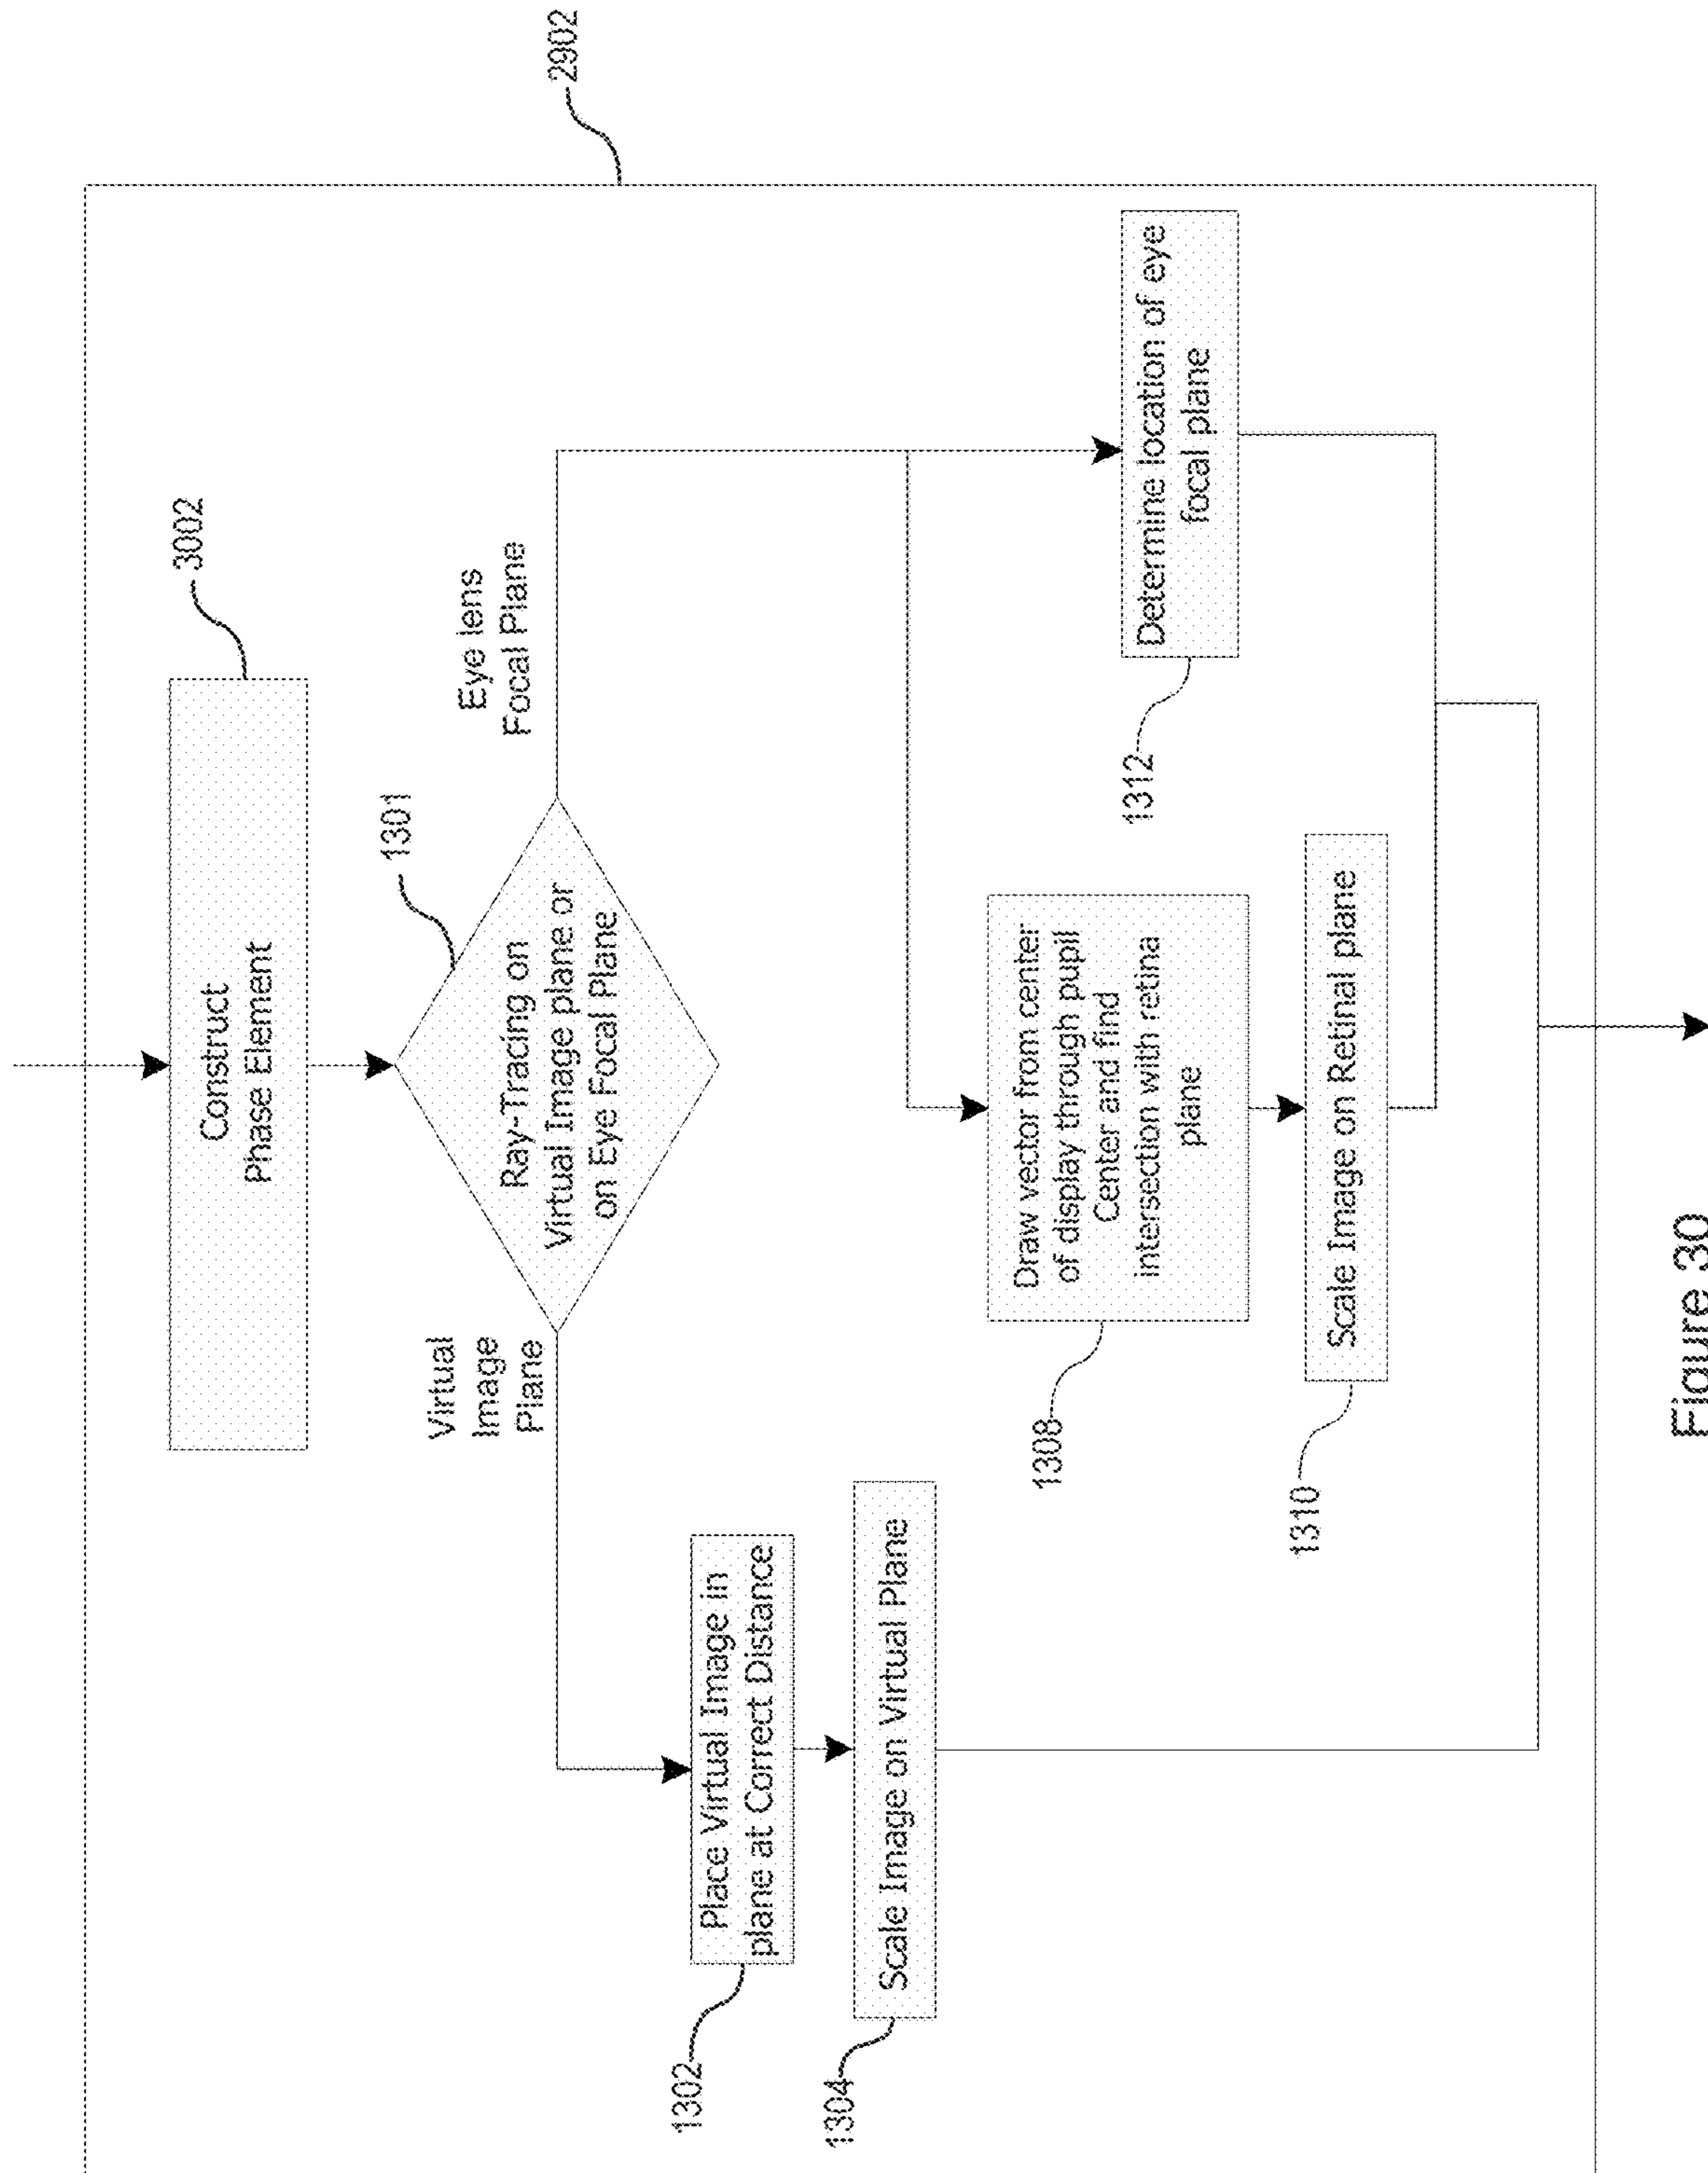 2902
Construct
Phase Element
3002
1301
Ray-Tracing on
Virtual Image plane or
on Eye Focal Plane
Virtual
Image
Plane
Eye lens
Focal Plane
Place Virtual Image in
plane at Correct Distance
1302
Scale Image on Virtual Plane
1304
Draw vector from center
of display through pupil
Center and find
intersection with retina
plane
1308
Scale Image on Retinal plane
1310
Determine location of eye
focal plane
1312
Figure 30